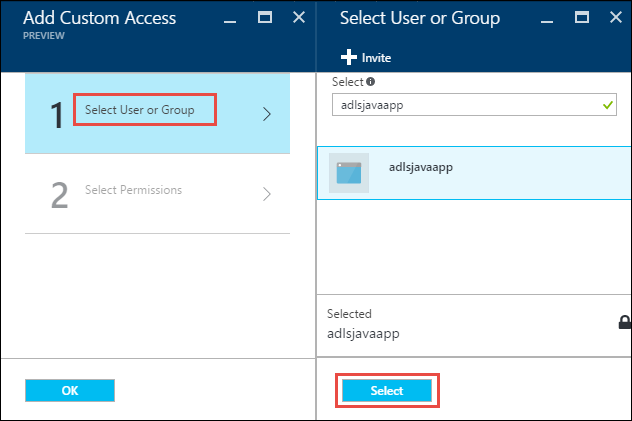 Add Custom Access
PREVIEW
1
Select User or Group
2
Select Permissions
OK
Select User or Group
Invite
Select
adlsjavaapp
adlsjavaapp
Selected
adlsjavaapp
Select